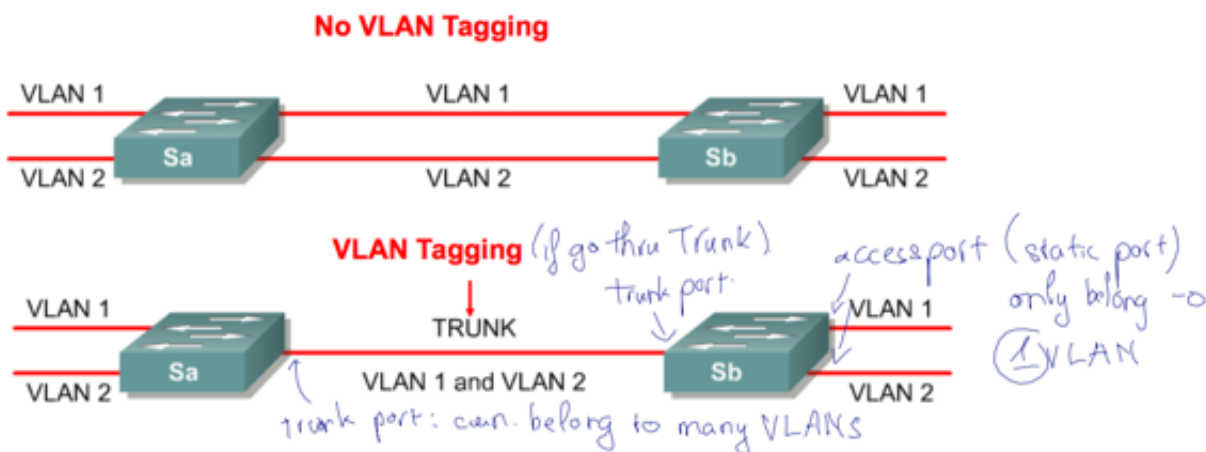 No VLAN Tagging
VLAN 1 VLAN 1 VLAN 1
Sa Sb
VLAN 2 VLAN 2 VLAN 2
VLAN Tagging (if go thru Trunk)
trunk port.
accessport (static port)
only belong →
① VLAN
VLAN 1 TRUNK VLAN 1
Sa Sb
VLAN 2 VLAN 1 and VLAN 2 VLAN 2
trunk port: can. belong to many VLANs